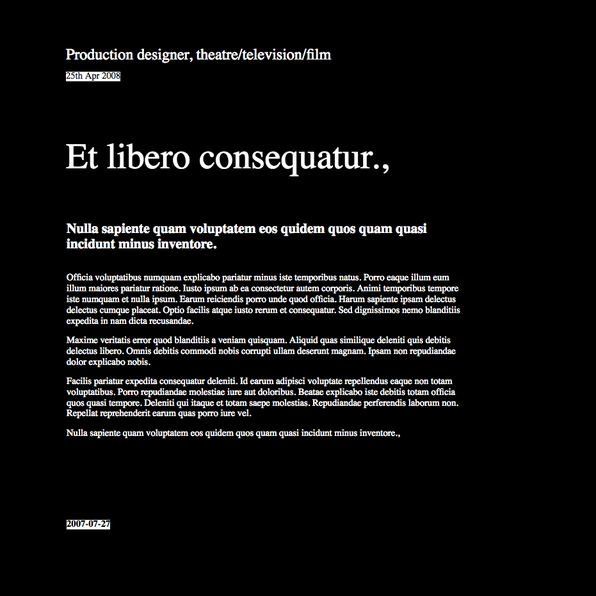 Production designer, theatre/television/film
25th Apr 2008
Et libero consequatur.,
Nulla sapiente quam voluptatem eos quidem quos quam quasi
incidunt minus inventore.
Officia voluptatibus numquam explicabo pariatur minus iste temporibus natus. Porro eaque illum eum
illum maiores pariatur ratione. Iusto ipsum ab ea consectetur autem corporis. Animi temporibus tempore
iste numquam et nulla ipsum. Earum reiciendis porro unde quod officia. Harum sapiente ipsam delectus
delectus cumque placeat. Optio facilis atque iusto rerum et consequatur. Sed dignissimos nemo blanditiis
expedita in nam dicta recusandae.
Maxime veritatis error quod blanditiis a veniam quisquam. Aliquid quas similique deleniti quis debitis
delectus libero. Omnis debitis commodi nobis corrupti ullam deserunt magnam. Ipsam non repudiandae
dolor explicabo nobis.
Facilis pariatur expedita consequatur deleniti. Id earum adipisci voluptate repellendus eaque non totam
voluptatibus. Porro repudiandae molestiae iure aut doloribus. Beatae explicabo iste debitis totam officia
quos quasi tempore. Deleniti qui itaque et totam saepe molestias. Repudiandae perferendis laborum non.
Repellat reprehenderit earum quas porro iure vel.
Nulla sapiente quam voluptatem eos quidem quos quam quasi incidunt minus inventore.,
2007-07-27